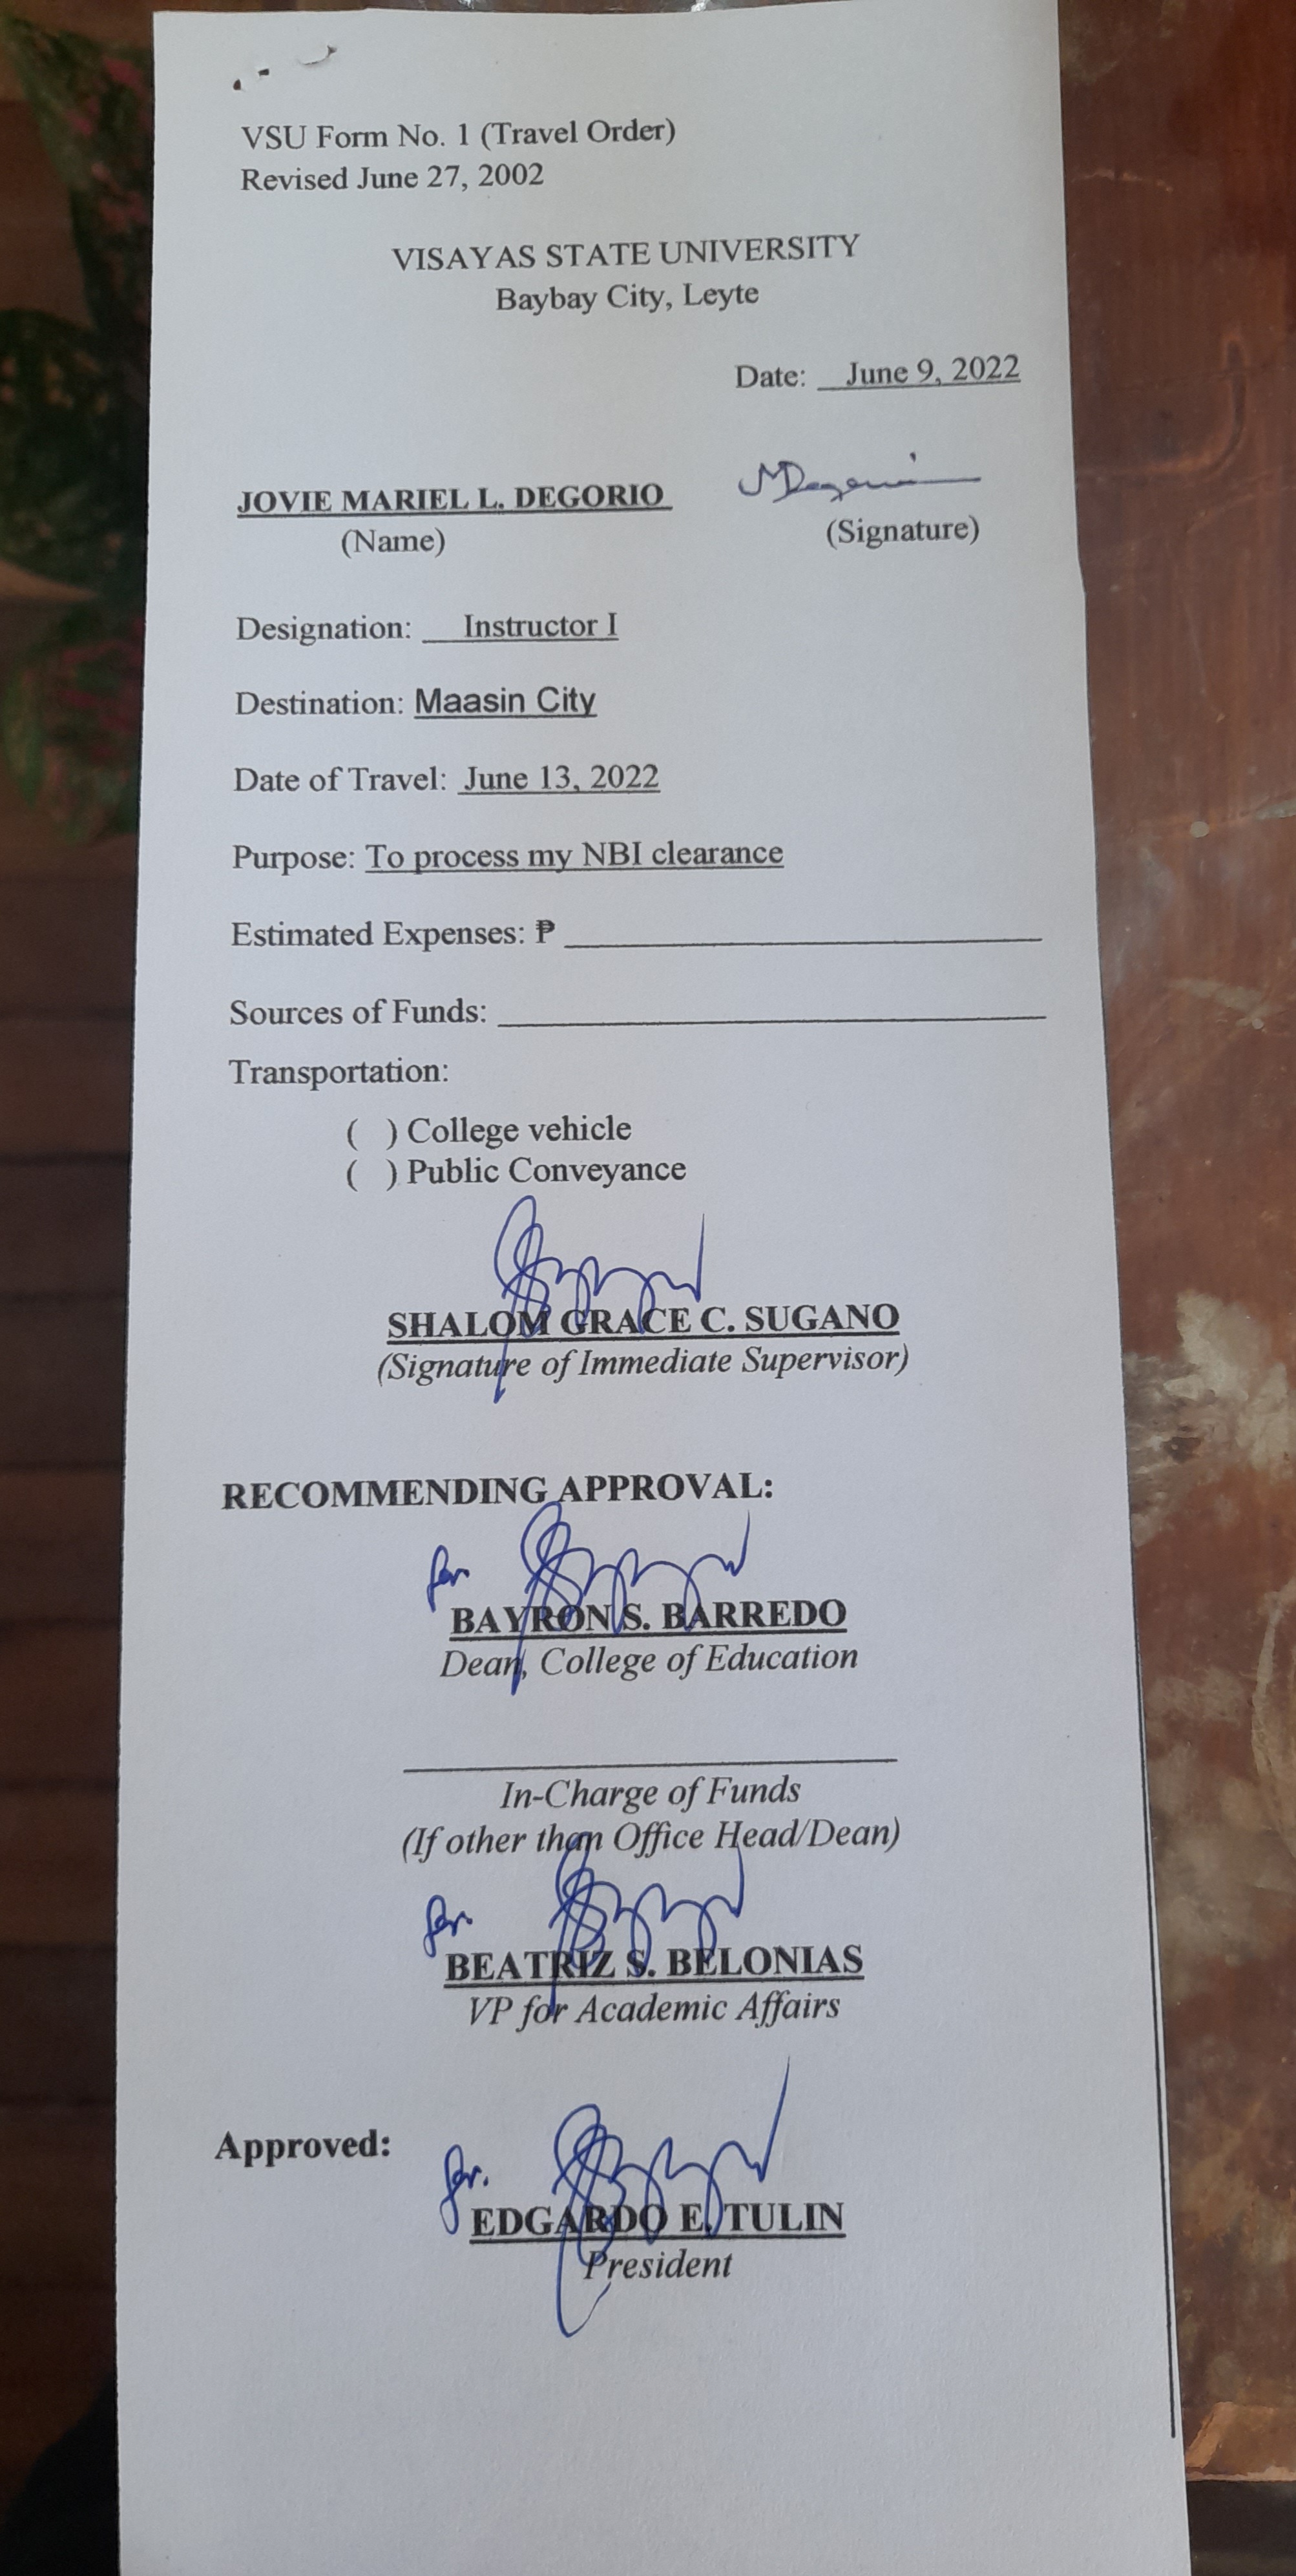 VSU Form No. 1 (Travel Order)
Revised June 27, 2002
VISAYAS STATE UNIVERSITY
Baybay City, Leyte
Date: June 9, 2022
JOVIE MARIEL L. DEGORIO
(Name)
(Signature)
Designation: Instructor I
Destination: Maasin City
Date of Travel: June 13, 2022
Purpose: To process my NBI clearance
Estimated Expenses: ₱
Sources of Funds:
Transportation:
( ) College vehicle
( ) Public Conveyance
SHALOM GRACE C. SUGANO
(Signature of Immediate Supervisor)
RECOMMENDING APPROVAL:
for
BAYRON S. BARREDO
Dean, College of Education
In-Charge of Funds
(If other than Office Head/Dean)
for
BEATRIZ S. BELONIAS
VP for Academic Affairs
Approved:
for.
EDGARDO E. TULIN
President